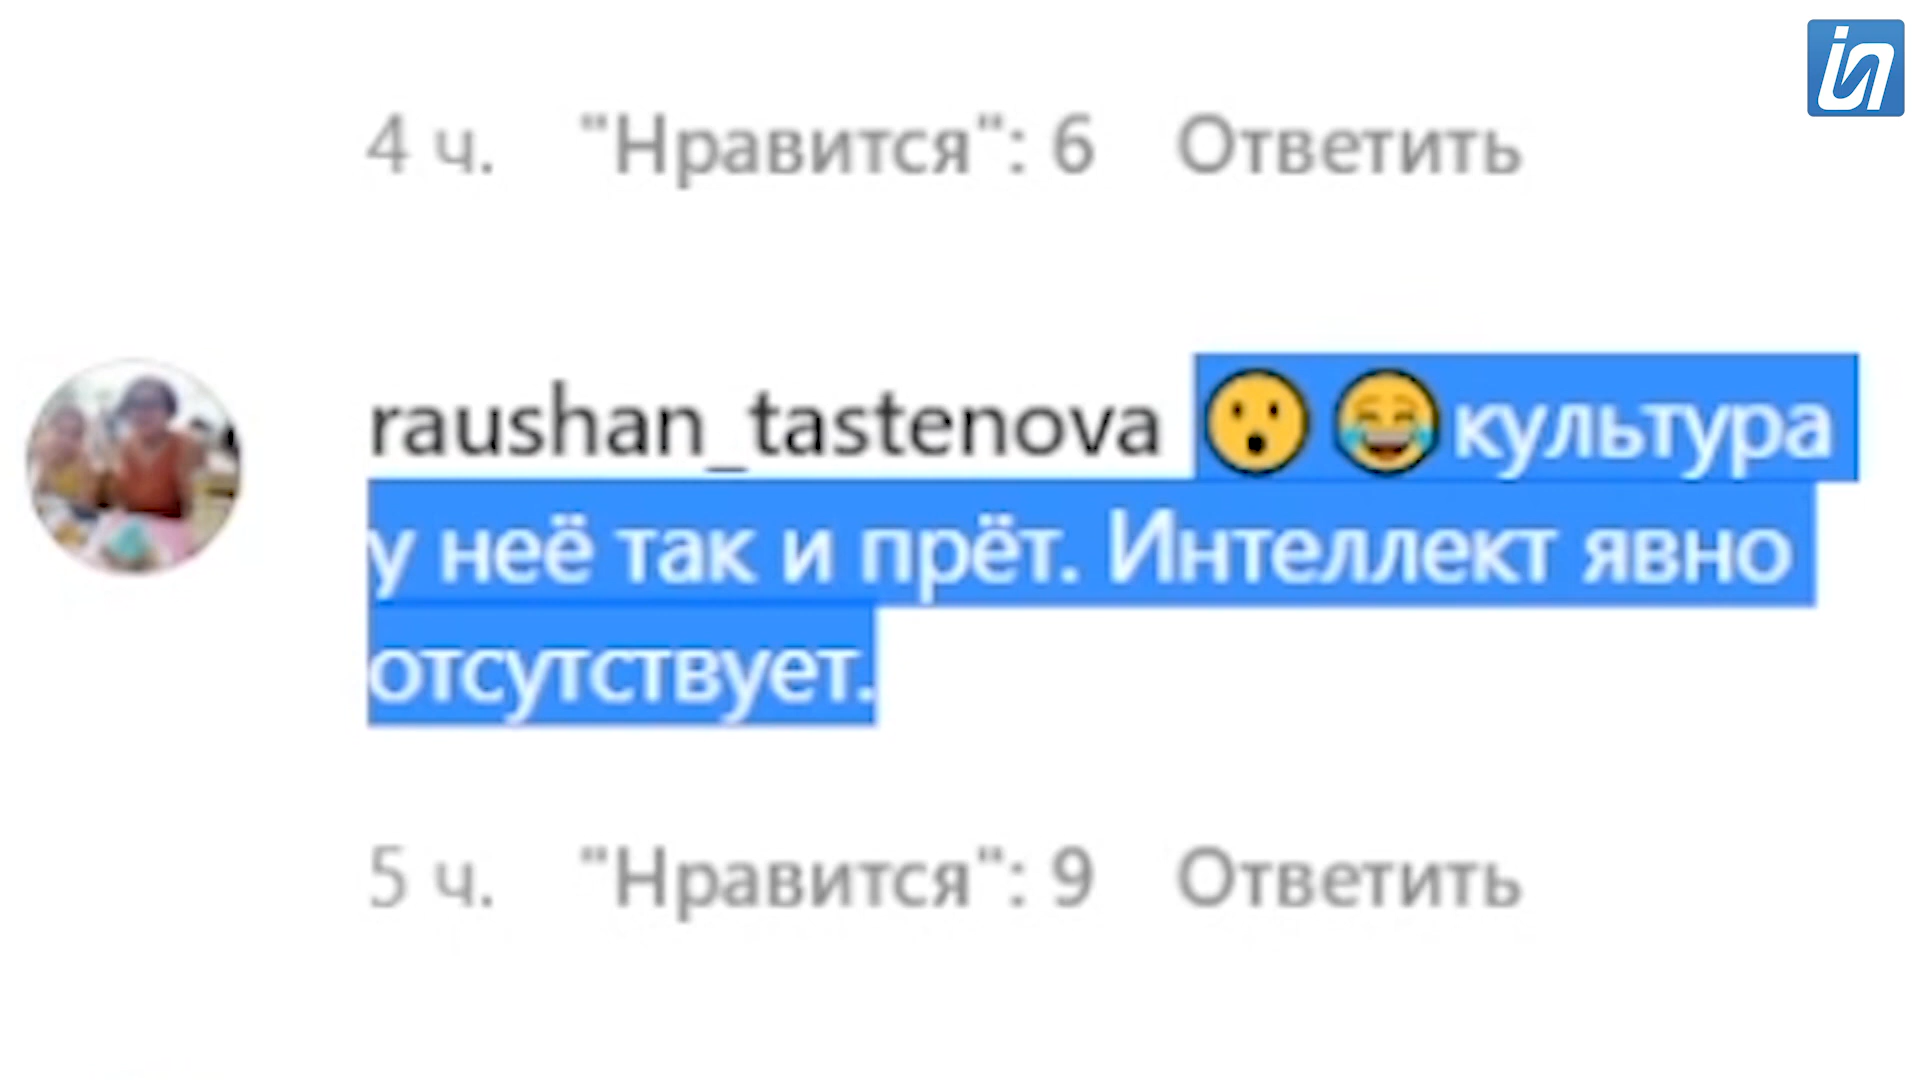 4 ч. "Нравится": 6 Ответить
raushan_tastenova 😮😂культура
у неё так и прёт. Интеллект явно
отсутствует.
5 ч. "Нравится": 9 Ответить